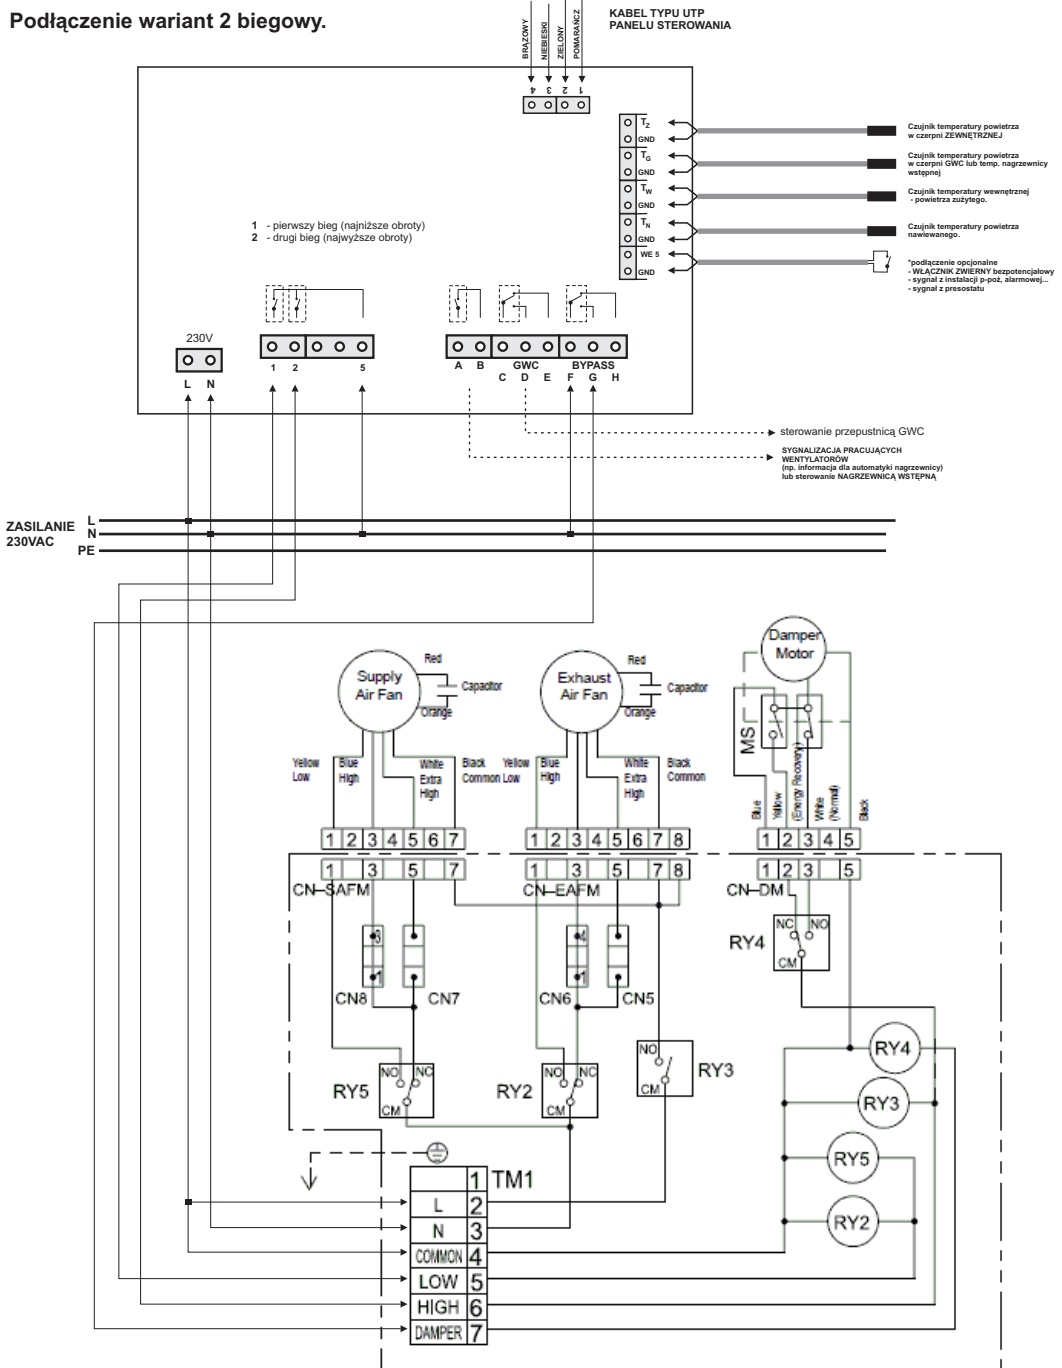 Podłączenie wariant 2 biegowy.
KABEL TYPU UTP
PANELU STEROWANIA
BRĄZOWY
NIEBIESKI
ZIELONY
POMARAŃCZ
4 3 2 1
TZ
GND
TG
GND
TW
GND
TN
GND
WE 5
GND
Czujnik temperatury powietrza
w czerpni ZEWNĘTRZNEJ
Czujnik temperatury powietrza
w czerpni GWC lub temp. nagrzewnicy
wstępnej
Czujnik temperatury wewnętrznej
- powietrza zużytego.
Czujnik temperatury powietrza
nawiewanego.
*podłączenie opcjonalne
- WŁĄCZNIK ZWIERNY bezpotencjałowy
- sygnał z instalacji p-poż, alarmowej...
- sygnał z presostatu
1 - pierwszy bieg (najniższe obroty)
2 - drugi bieg (najwyższe obroty)
230V
L N
1 2 5
A B
GWC
C D E
BYPASS
F G H
sterowanie przepustnicą GWC
SYGNALIZACJA PRACUJĄCYCH
WENTYLATORÓW
(np. informacja dla automatyki nagrzewnicy)
lub sterowanie NAGRZEWNICĄ WSTĘPNĄ
ZASILANIE
230VAC
L
N
PE
Supply
Air Fan
Red
Capacitor
Orange
Yellow
Low
Blue
High
White
Extra
High
Black
Common
Exhaust
Air Fan
Red
Capacitor
Orange
Yellow
Low
Blue
High
White
Extra
High
Black
Common
Damper
Motor
MS
Blue
Yellow
(Energy Recovery)
White
(Normal)
Black
1 2 3 4 5 6 7
1 2 3 4 5 6 7 8
1 2 3 4 5
1 3 5 7
1 3 5 7 8
1 2 3 5
CN-SAFM
CN-EAFM
CN-DM
3
1
CN8
CN7
4
1
CN6
CN5
RY4
NC NO
CM
RY5
NO NC
CM
RY2
NO NC
CM
RY3
NO
CM
RY4
RY3
RY5
RY2
1 TM1
L 2
N 3
COMMON 4
LOW 5
HIGH 6
DAMPER 7